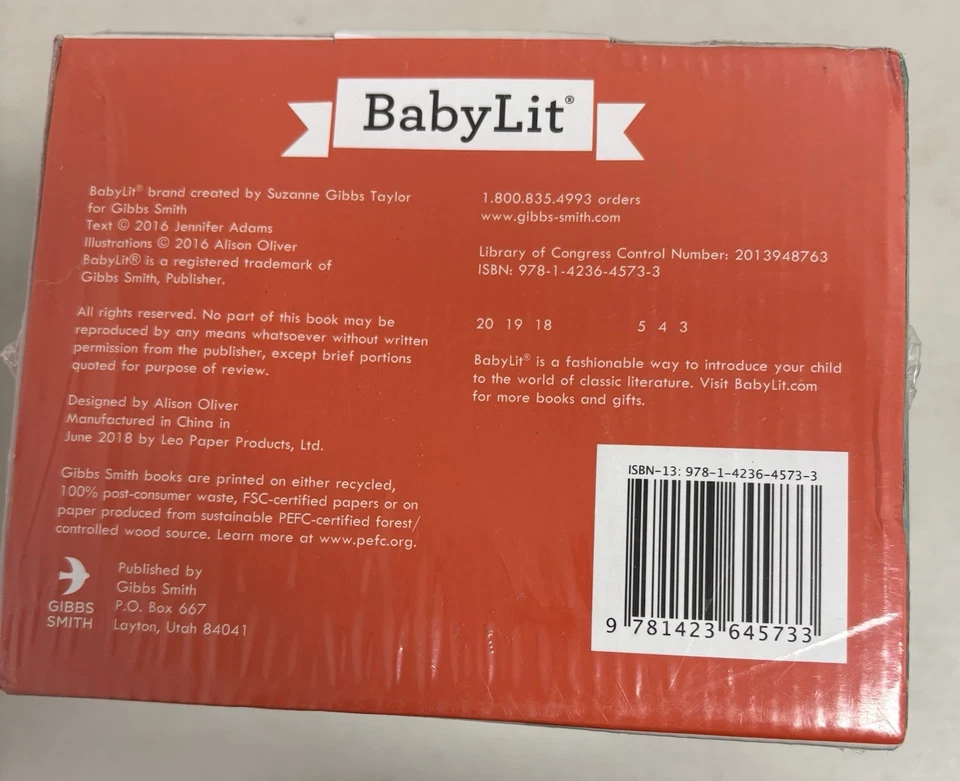 BabyLit®
BabyLit® brand created by Suzanne Gibbs Taylor
for Gibbs Smith
Text © 2016 Jennifer Adams
Illustrations © 2016 Alison Oliver
BabyLit® is a registered trademark of
Gibbs Smith, Publisher.
All rights reserved. No part of this book may be
reproduced by any means whatsoever without written
permission from the publisher, except brief portions
quoted for purpose of review.
Designed by Alison Oliver
Manufactured in China in
June 2018 by Leo Paper Products, Ltd.
Gibbs Smith books are printed on either recycled,
100% post-consumer waste, FSC-certified papers or on
paper produced from sustainable PEFC-certified forest/
controlled wood source. Learn more at www.pefc.org.
GIBBS
SMITH
Published by
Gibbs Smith
P.O. Box 667
Layton, Utah 84041
1.800.835.4993 orders
www.gibbs-smith.com
Library of Congress Control Number: 2013948763
ISBN: 978-1-4236-4573-3
20 19 18 5 4 3
BabyLit® is a fashionable way to introduce your child
to the world of classic literature. Visit BabyLit.com
for more books and gifts.
ISBN-13: 978-1-4236-4573-3
9 781423 645733